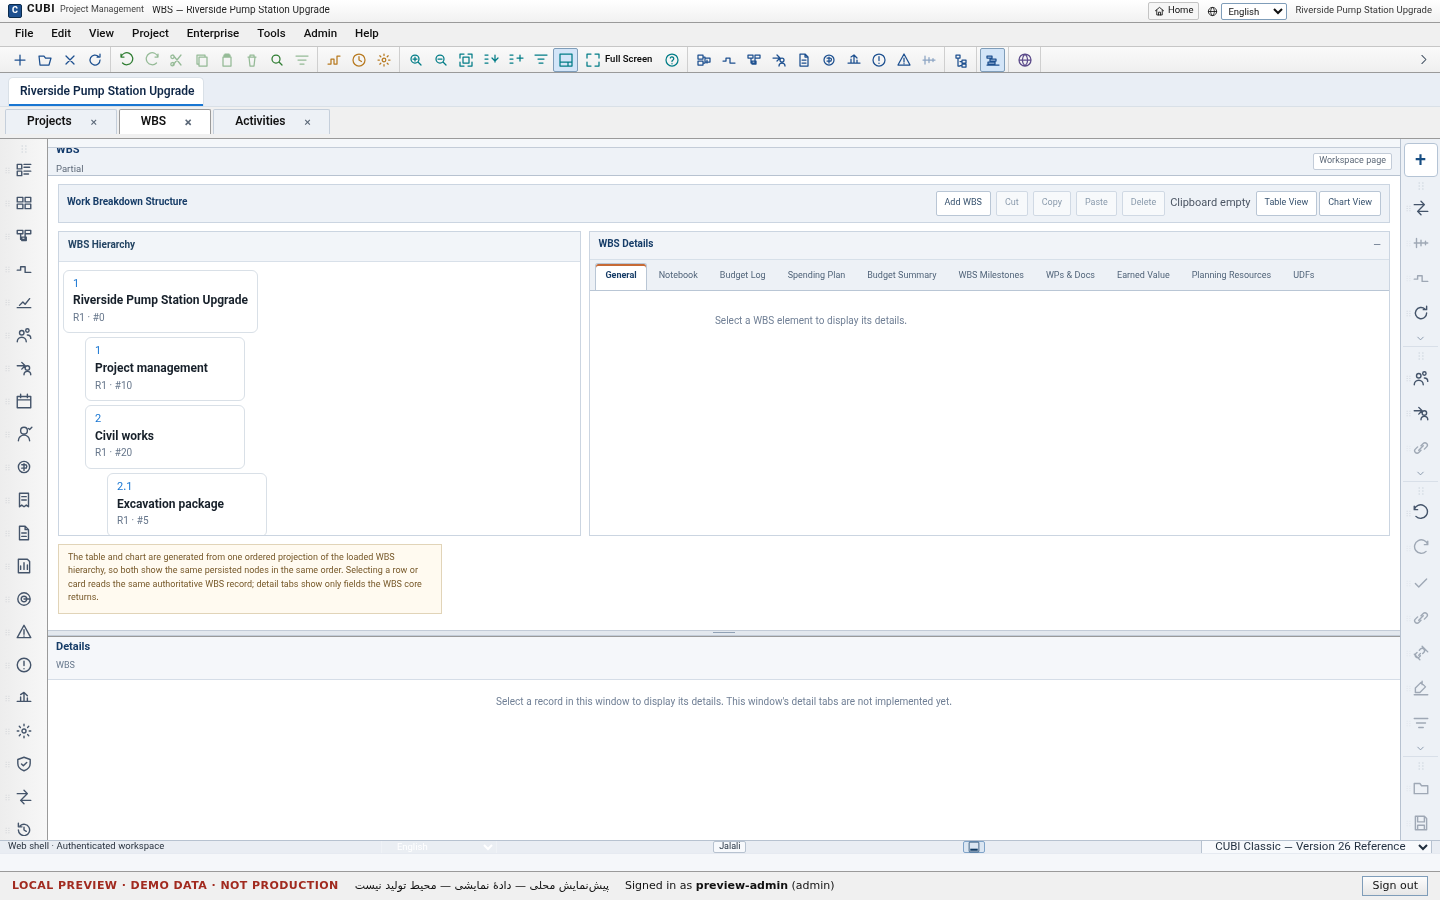 C CUBI Project Management WBS — Riverside Pump Station Upgrade Home English Riverside Pump Station Upgrade
File Edit View Project Enterprise Tools Admin Help
Full Screen
Riverside Pump Station Upgrade
Projects × WBS × Activities ×
WBS
Partial
Workspace page
Work Breakdown Structure
Add WBS Cut Copy Paste Delete Clipboard empty Table View Chart View
WBS Hierarchy
1
Riverside Pump Station Upgrade
R1 · #0
1
Project management
R1 · #10
2
Civil works
R1 · #20
2.1
Excavation package
R1 · #5
WBS Details
General Notebook Budget Log Spending Plan Budget Summary WBS Milestones WPs & Docs Earned Value Planning Resources UDFs
Select a WBS element to display its details.
The table and chart are generated from one ordered projection of the loaded WBS
hierarchy, so both show the same persisted nodes in the same order. Selecting a row or
card reads the same authoritative WBS record; detail tabs show only fields the WBS core
returns.
Details
WBS
Select a record in this window to display its details. This window's detail tabs are not implemented yet.
Web shell · Authenticated workspace English Jalali CUBI Classic — Version 26 Reference
LOCAL PREVIEW · DEMO DATA · NOT PRODUCTION پیش‌نمایش محلی — دادهٔ نمایشی — محیط تولید نیست Signed in as preview-admin (admin) Sign out